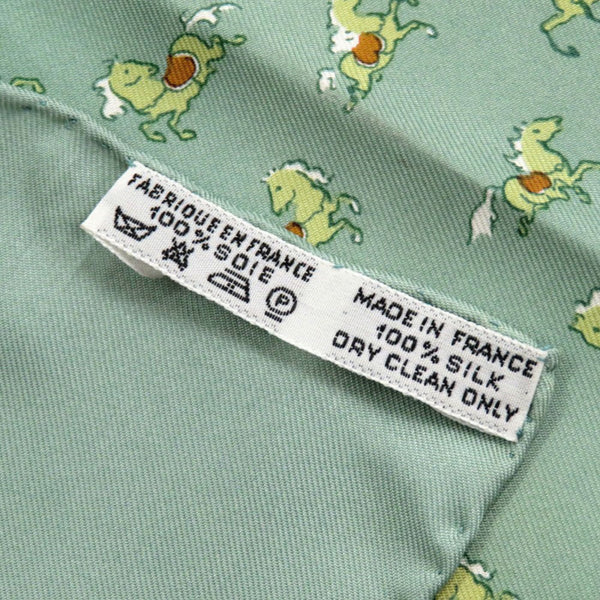 FABRIQUE EN FRANCE
100% SOIE
P
MADE IN FRANCE
100% SILK
DRY CLEAN ONLY